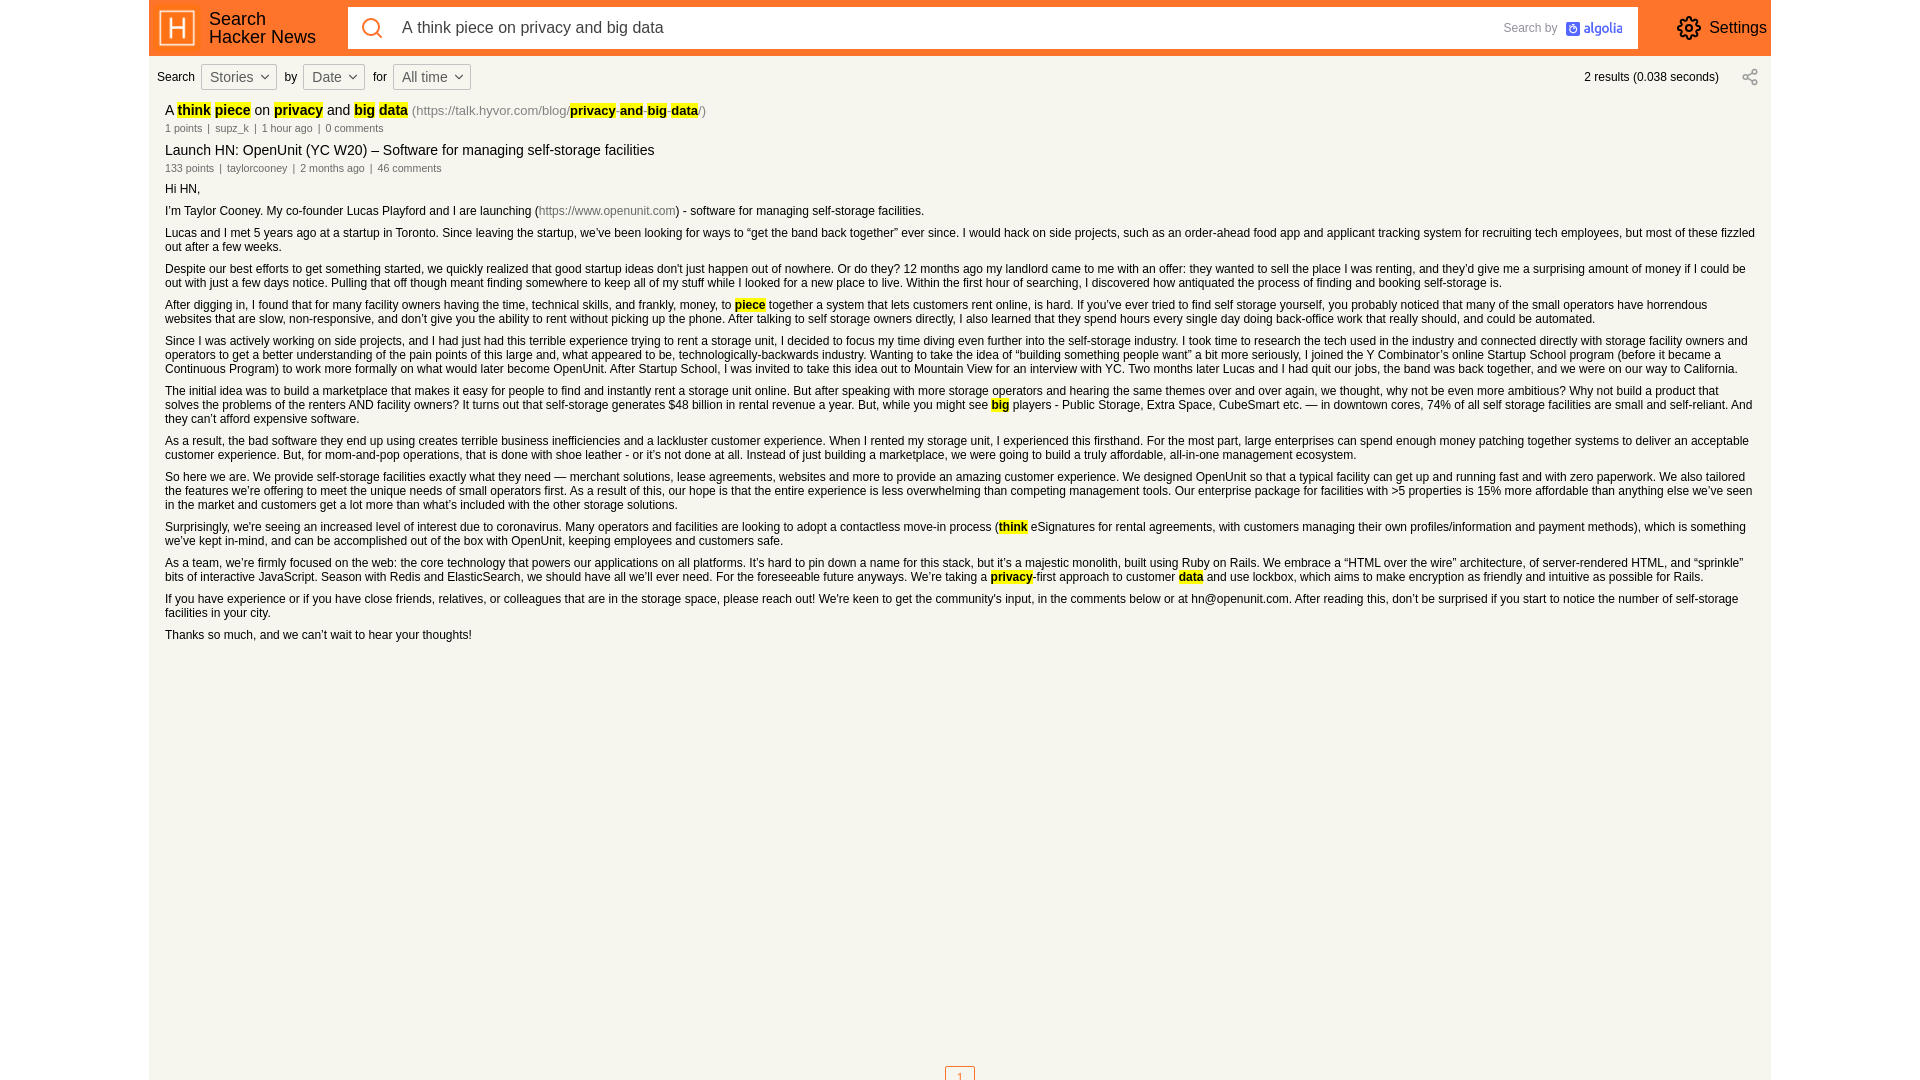 Search
Hacker News
A think piece on privacy and big data
Search by algolia
Settings
Search Stories by Date for All time
2 results (0.038 seconds)
A think piece on privacy and big data (https://talk.hyvor.com/blog/privacy-and-big-data/)
1 points | supz_k | 1 hour ago | 0 comments
Launch HN: OpenUnit (YC W20) – Software for managing self-storage facilities
133 points | taylorcooney | 2 months ago | 46 comments
Hi HN,
I’m Taylor Cooney. My co-founder Lucas Playford and I are launching (https://www.openunit.com) - software for managing self-storage facilities.
Lucas and I met 5 years ago at a startup in Toronto. Since leaving the startup, we’ve been looking for ways to “get the band back together” ever since. I would hack on side projects, such as an order-ahead food app and applicant tracking system for recruiting tech employees, but most of these fizzled
out after a few weeks.
Despite our best efforts to get something started, we quickly realized that good startup ideas don't just happen out of nowhere. Or do they? 12 months ago my landlord came to me with an offer: they wanted to sell the place I was renting, and they’d give me a surprising amount of money if I could be
out with just a few days notice. Pulling that off though meant finding somewhere to keep all of my stuff while I looked for a new place to live. Within the first hour of searching, I discovered how antiquated the process of finding and booking self-storage is.
After digging in, I found that for many facility owners having the time, technical skills, and frankly, money, to piece together a system that lets customers rent online, is hard. If you’ve ever tried to find self storage yourself, you probably noticed that many of the small operators have horrendous
websites that are slow, non-responsive, and don’t give you the ability to rent without picking up the phone. After talking to self storage owners directly, I also learned that they spend hours every single day doing back-office work that really should, and could be automated.
Since I was actively working on side projects, and I had just had this terrible experience trying to rent a storage unit, I decided to focus my time diving even further into the self-storage industry. I took time to research the tech used in the industry and connected directly with storage facility owners and
operators to get a better understanding of the pain points of this large and, what appeared to be, technologically-backwards industry. Wanting to take the idea of “building something people want” a bit more seriously, I joined the Y Combinator’s online Startup School program (before it became a
Continuous Program) to work more formally on what would later become OpenUnit. After Startup School, I was invited to take this idea out to Mountain View for an interview with YC. Two months later Lucas and I had quit our jobs, the band was back together, and we were on our way to California.
The initial idea was to build a marketplace that makes it easy for people to find and instantly rent a storage unit online. But after speaking with more storage operators and hearing the same themes over and over again, we thought, why not be even more ambitious? Why not build a product that
solves the problems of the renters AND facility owners? It turns out that self-storage generates $48 billion in rental revenue a year. But, while you might see big players - Public Storage, Extra Space, CubeSmart etc. — in downtown cores, 74% of all self storage facilities are small and self-reliant. And
they can’t afford expensive software.
As a result, the bad software they end up using creates terrible business inefficiencies and a lackluster customer experience. When I rented my storage unit, I experienced this firsthand. For the most part, large enterprises can spend enough money patching together systems to deliver an acceptable
customer experience. But, for mom-and-pop operations, that is done with shoe leather - or it’s not done at all. Instead of just building a marketplace, we were going to build a truly affordable, all-in-one management ecosystem.
So here we are. We provide self-storage facilities exactly what they need — merchant solutions, lease agreements, websites and more to provide an amazing customer experience. We designed OpenUnit so that a typical facility can get up and running fast and with zero paperwork. We also tailored
the features we’re offering to meet the unique needs of small operators first. As a result of this, our hope is that the entire experience is less overwhelming than competing management tools. Our enterprise package for facilities with >5 properties is 15% more affordable than anything else we’ve seen
in the market and customers get a lot more than what’s included with the other storage solutions.
Surprisingly, we're seeing an increased level of interest due to coronavirus. Many operators and facilities are looking to adopt a contactless move-in process (think eSignatures for rental agreements, with customers managing their own profiles/information and payment methods), which is something
we’ve kept in-mind, and can be accomplished out of the box with OpenUnit, keeping employees and customers safe.
As a team, we’re firmly focused on the web: the core technology that powers our applications on all platforms. It’s hard to pin down a name for this stack, but it’s a majestic monolith, built using Ruby on Rails. We embrace a “HTML over the wire” architecture, of server-rendered HTML, and “sprinkle”
bits of interactive JavaScript. Season with Redis and ElasticSearch, we should have all we’ll ever need. For the foreseeable future anyways. We’re taking a privacy-first approach to customer data and use lockbox, which aims to make encryption as friendly and intuitive as possible for Rails.
If you have experience or if you have close friends, relatives, or colleagues that are in the storage space, please reach out! We're keen to get the community's input, in the comments below or at hn@openunit.com. After reading this, don’t be surprised if you start to notice the number of self-storage
facilities in your city.
Thanks so much, and we can’t wait to hear your thoughts!
1